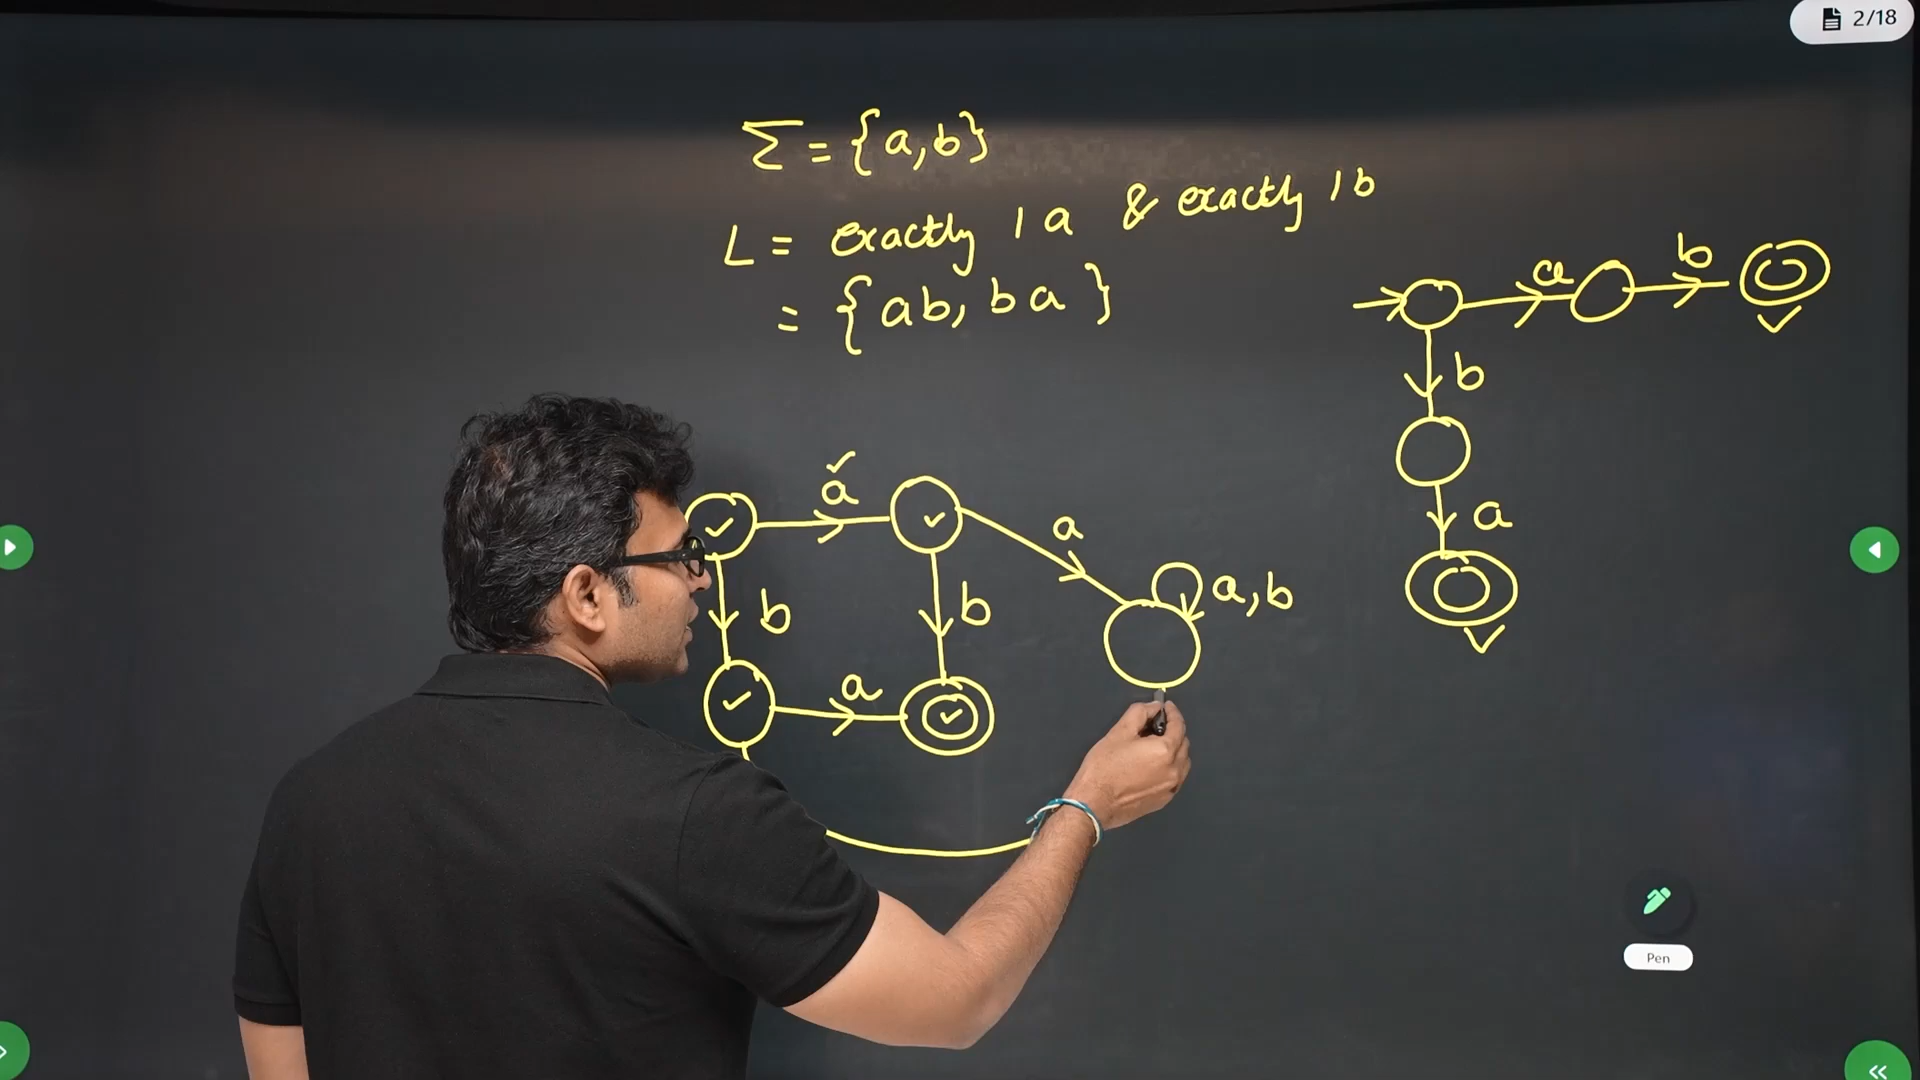 2/18
Σ = {a,b}
L = exactly 1 a & exactly 1 b
= {ab, ba}
a
b
b
a
a
a
b
b
a
a,b
Pen